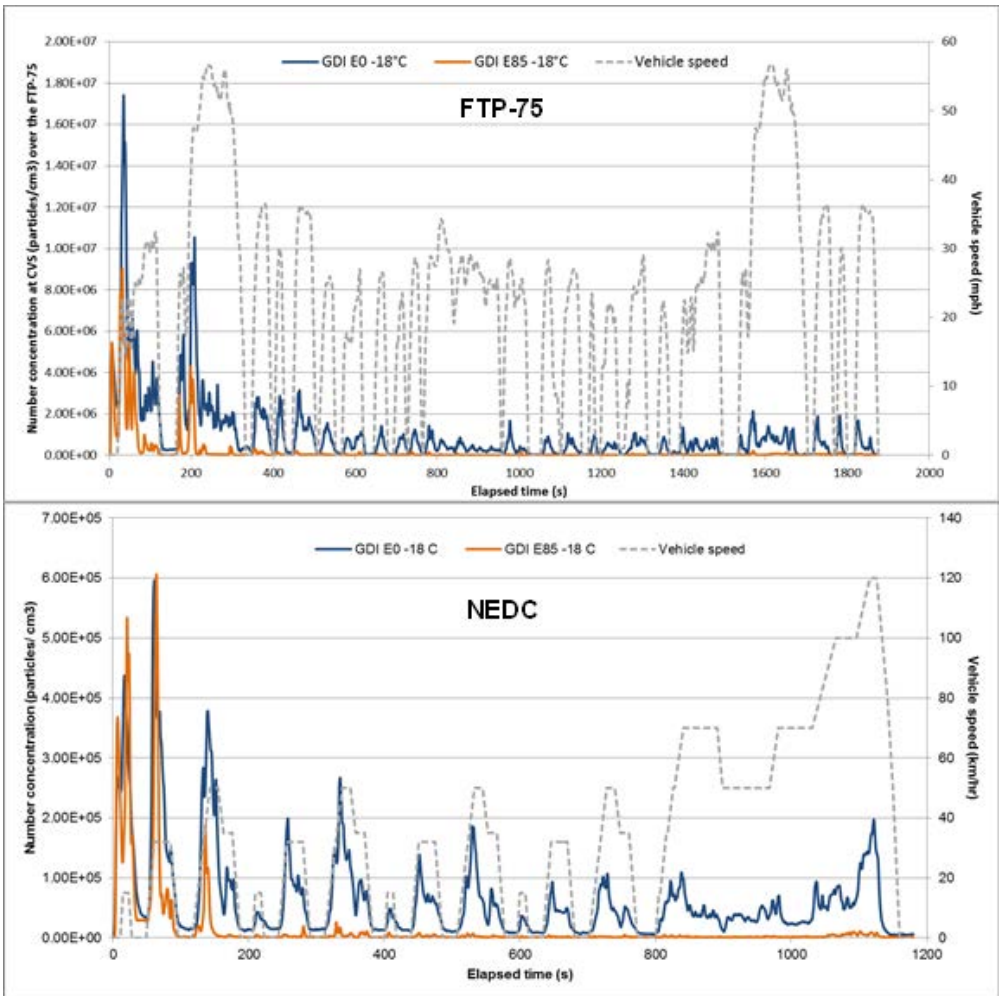 GDI E0 -18°C GDI E85 -18°C Vehicle speed
FTP-75
Number concentration at CVS (particles/cm3) over the FTP-75
2.00E+07
1.80E+07
1.60E+07
1.40E+07
1.20E+07
1.00E+07
8.00E+06
6.00E+06
4.00E+06
2.00E+06
0.00E+00
60
50
40
30
20
10
0
Vehicle speed (mph)
0 200 400 600 800 1000 1200 1400 1600 1800 2000
Elapsed time (s)
GDI E0 -18 C GDI E85 -18 C Vehicle speed
NEDC
Number concentration (particles/ cm3)
7.00E+05
6.00E+05
5.00E+05
4.00E+05
3.00E+05
2.00E+05
1.00E+05
0.00E+00
140
120
100
80
60
40
20
0
Vehicle speed (km/hr)
0 200 400 600 800 1000 1200
Elapsed time (s)